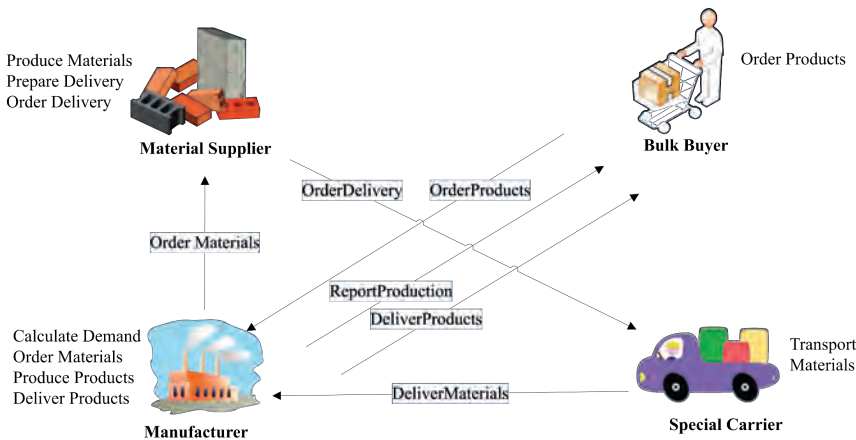 Produce Materials
Prepare Delivery
Order Delivery
Material Supplier
Order Products
Bulk Buyer
OrderDelivery
OrderProducts
Order Materials
ReportProduction
DeliverProducts
Calculate Demand
Order Materials
Produce Products
Deliver Products
Manufacturer
DeliverMaterials
Transport
Materials
Special Carrier